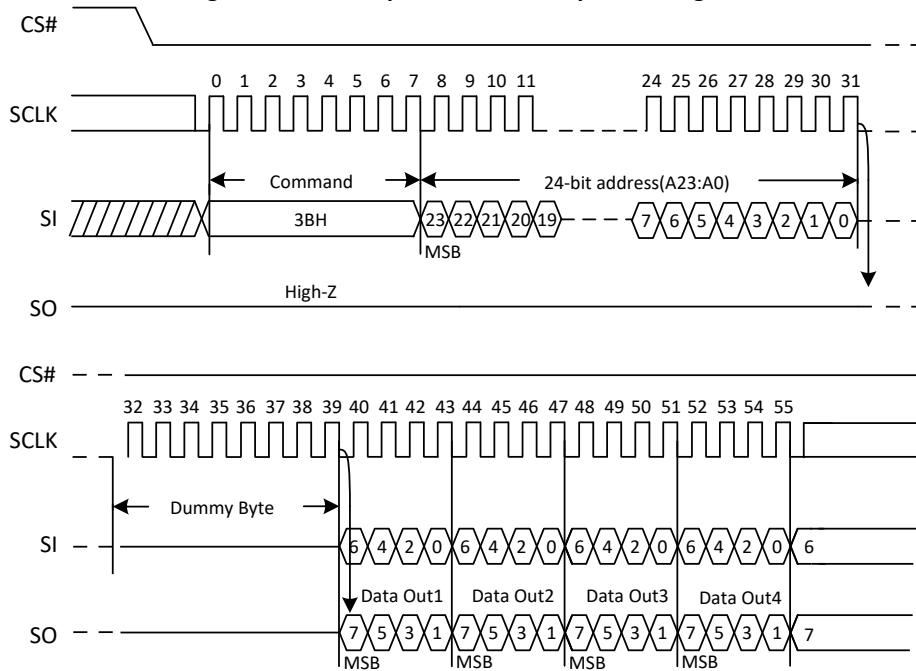 CS#
0 1 2 3 4 5 6 7 8 9 10 11 24 25 26 27 28 29 30 31
SCLK
Command 24-bit address(A23:A0)
SI 3BH 23 22 21 20 19 7 6 5 4 3 2 1 0
MSB
High-Z
SO
CS#
32 33 34 35 36 37 38 39 40 41 42 43 44 45 46 47 48 49 50 51 52 53 54 55
SCLK
Dummy Byte
SI 6 4 2 0 6 4 2 0 6 4 2 0 6 4 2 0 6
Data Out1 Data Out2 Data Out3 Data Out4
SO 7 5 3 1 7 5 3 1 7 5 3 1 7 5 3 1 7
MSB MSB MSB MSB